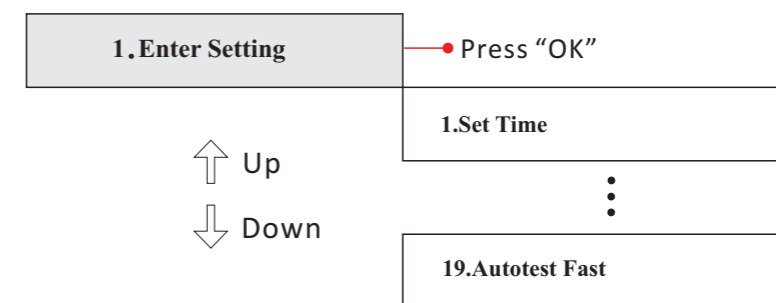 1.Enter Setting
Press “OK”
1.Set Time
Up
Down
19.Autotest Fast